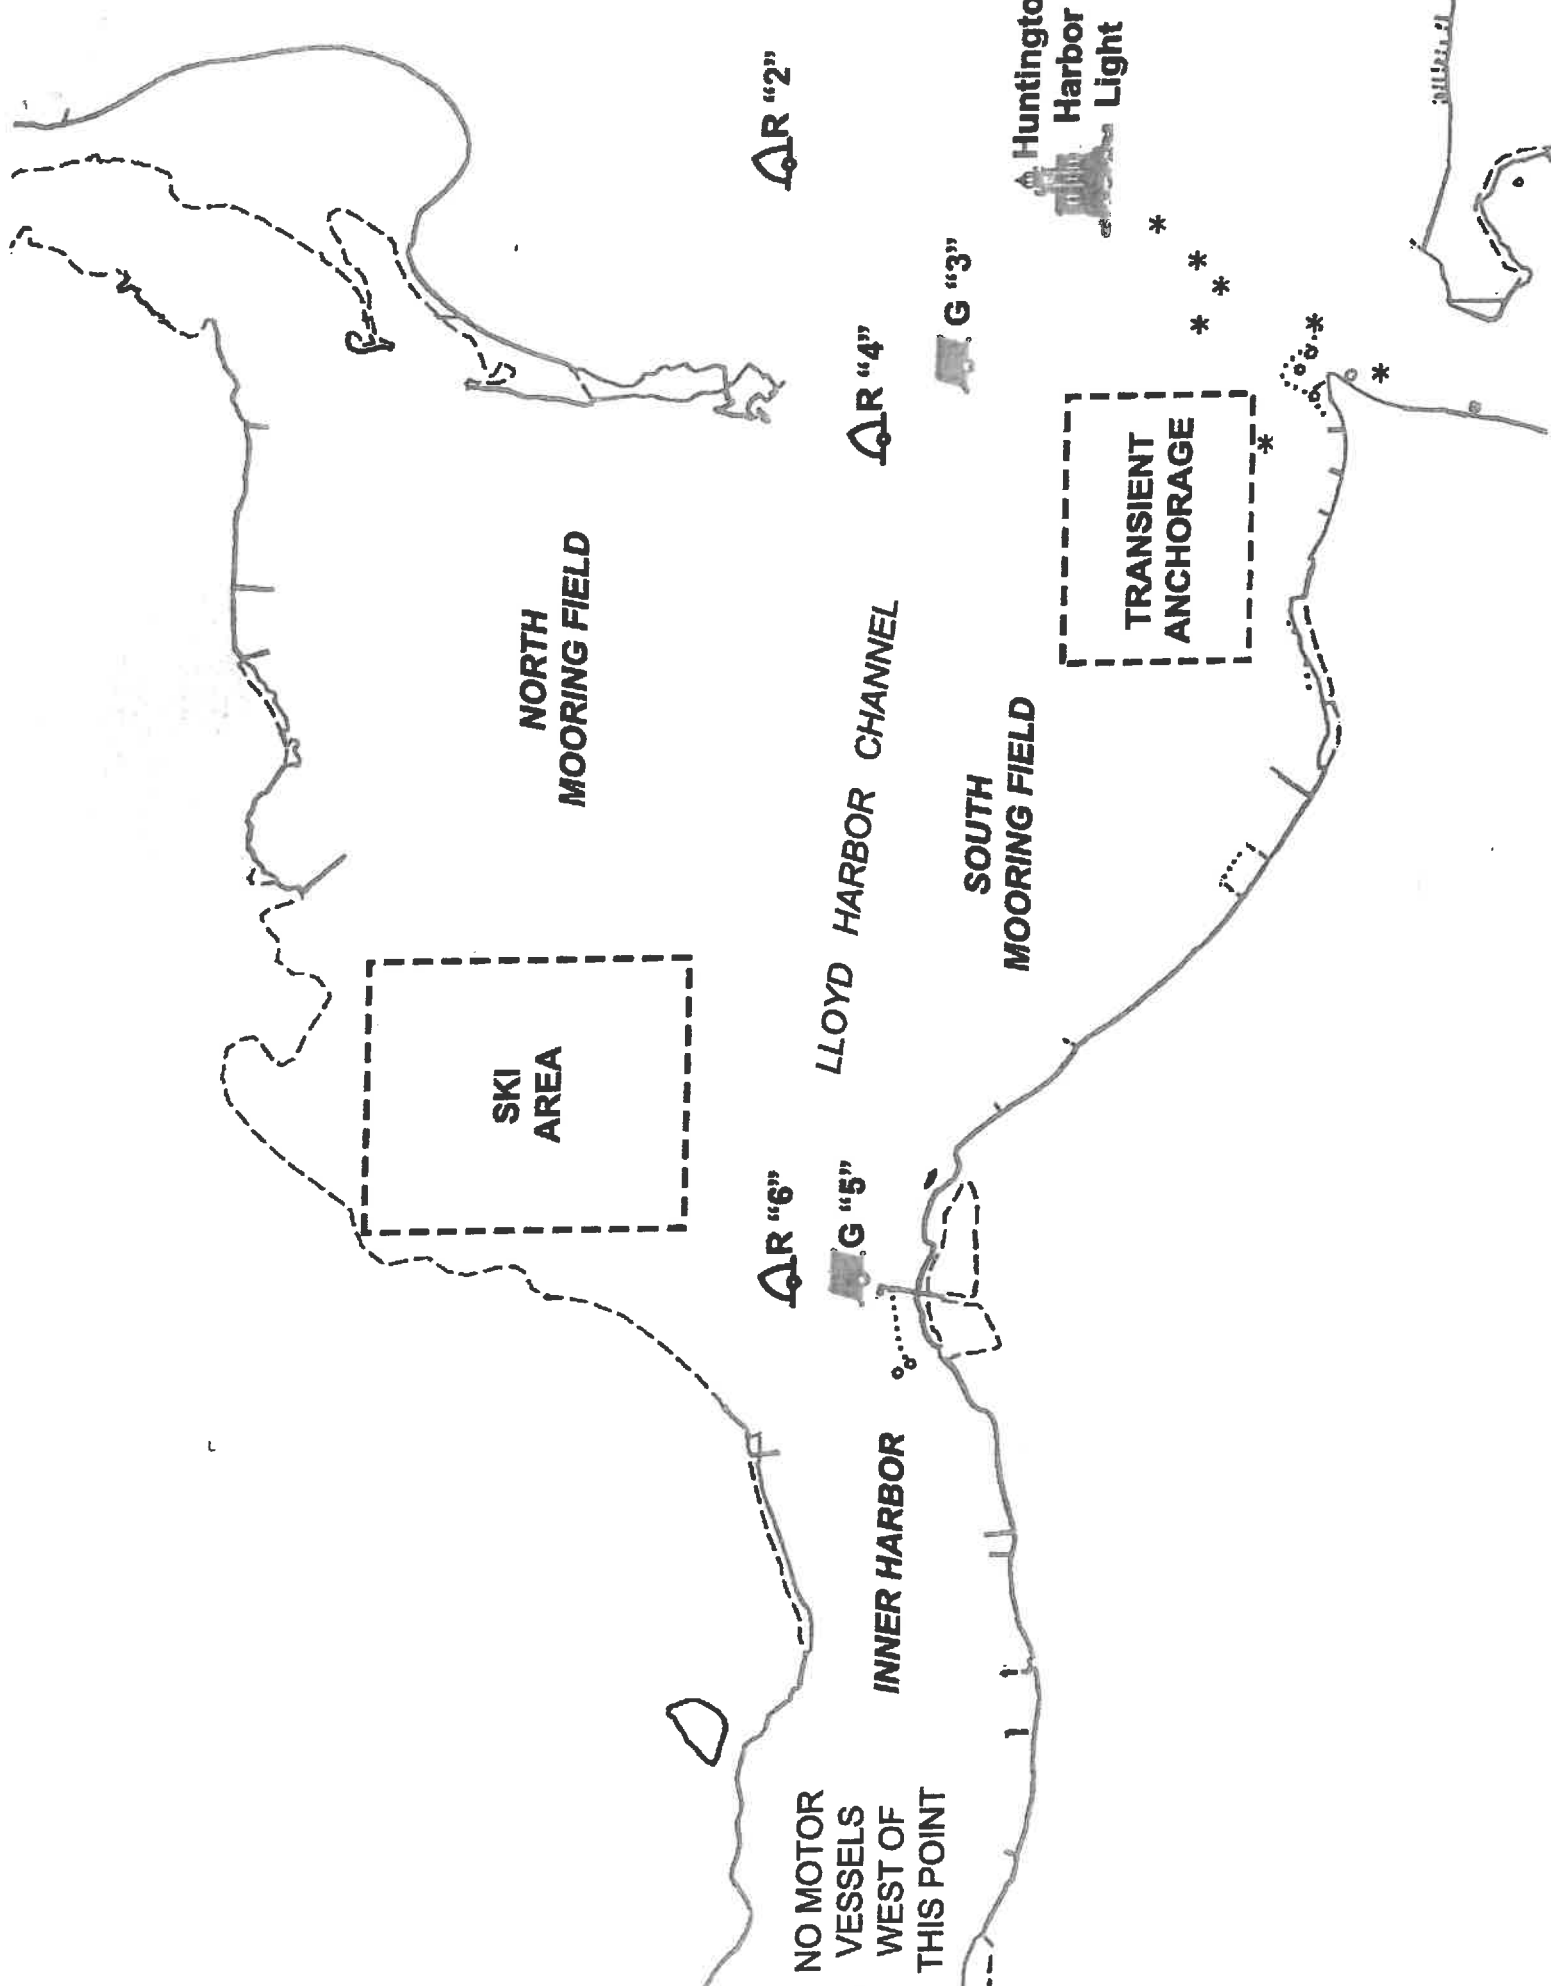 R "2"
Huntingto
Harbor
Light
R "4"
G "3"
NORTH
MOORING FIELD
TRANSIENT
ANCHORAGE
LLOYD HARBOR CHANNEL
SOUTH
MOORING FIELD
SKI
AREA
R "6"
G "5"
INNER HARBOR
NO MOTOR
VESSELS
WEST OF
THIS POINT